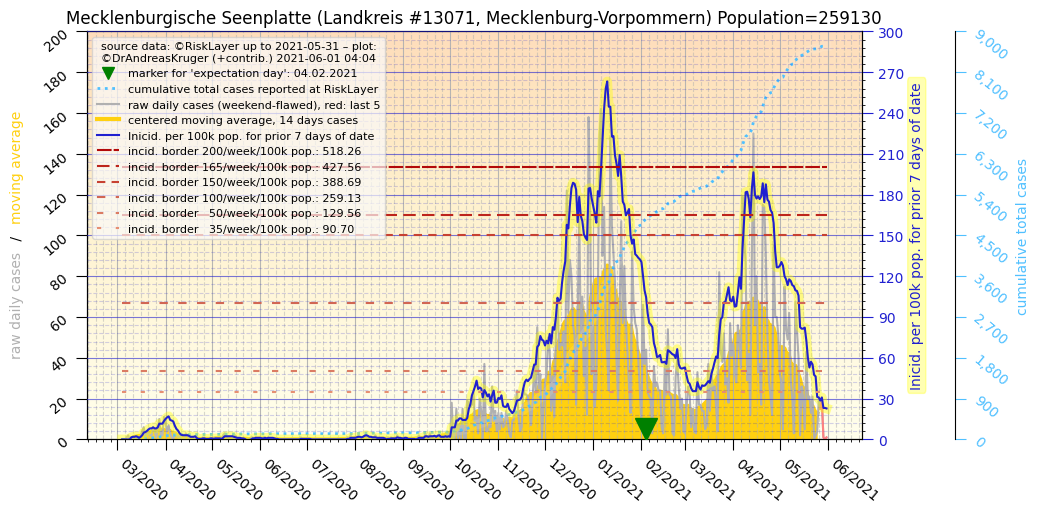 Mecklenburgische Seenplatte (Landkreis #13071, Mecklenburg-Vorpommern) Population=259130
source data: ©RiskLayer up to 2021-05-31 – plot:
©DrAndreasKruger (+contrib.) 2021-06-01 04:04
marker for 'expectation day': 04.02.2021
cumulative total cases reported at RiskLayer
raw daily cases (weekend-flawed), red: last 5
centered moving average, 14 days cases
Inicid. per 100k pop. for prior 7 days of date
incid. border 200/week/100k pop.: 518.26
incid. border 165/week/100k pop.: 427.56
incid. border 150/week/100k pop.: 388.69
incid. border 100/week/100k pop.: 259.13
incid. border 50/week/100k pop.: 129.56
incid. border 35/week/100k pop.: 90.70
raw daily cases / moving average
200
180
160
140
120
100
80
60
40
20
0
03/2020
04/2020
05/2020
06/2020
07/2020
08/2020
09/2020
10/2020
11/2020
12/2020
01/2021
02/2021
03/2021
04/2021
05/2021
06/2021
300
270
240
210
180
150
120
90
60
30
0
Inicid. per 100k pop. for prior 7 days of date
9,000
8,100
7,200
6,300
5,400
4,500
3,600
2,700
1,800
900
0
cumulative total cases